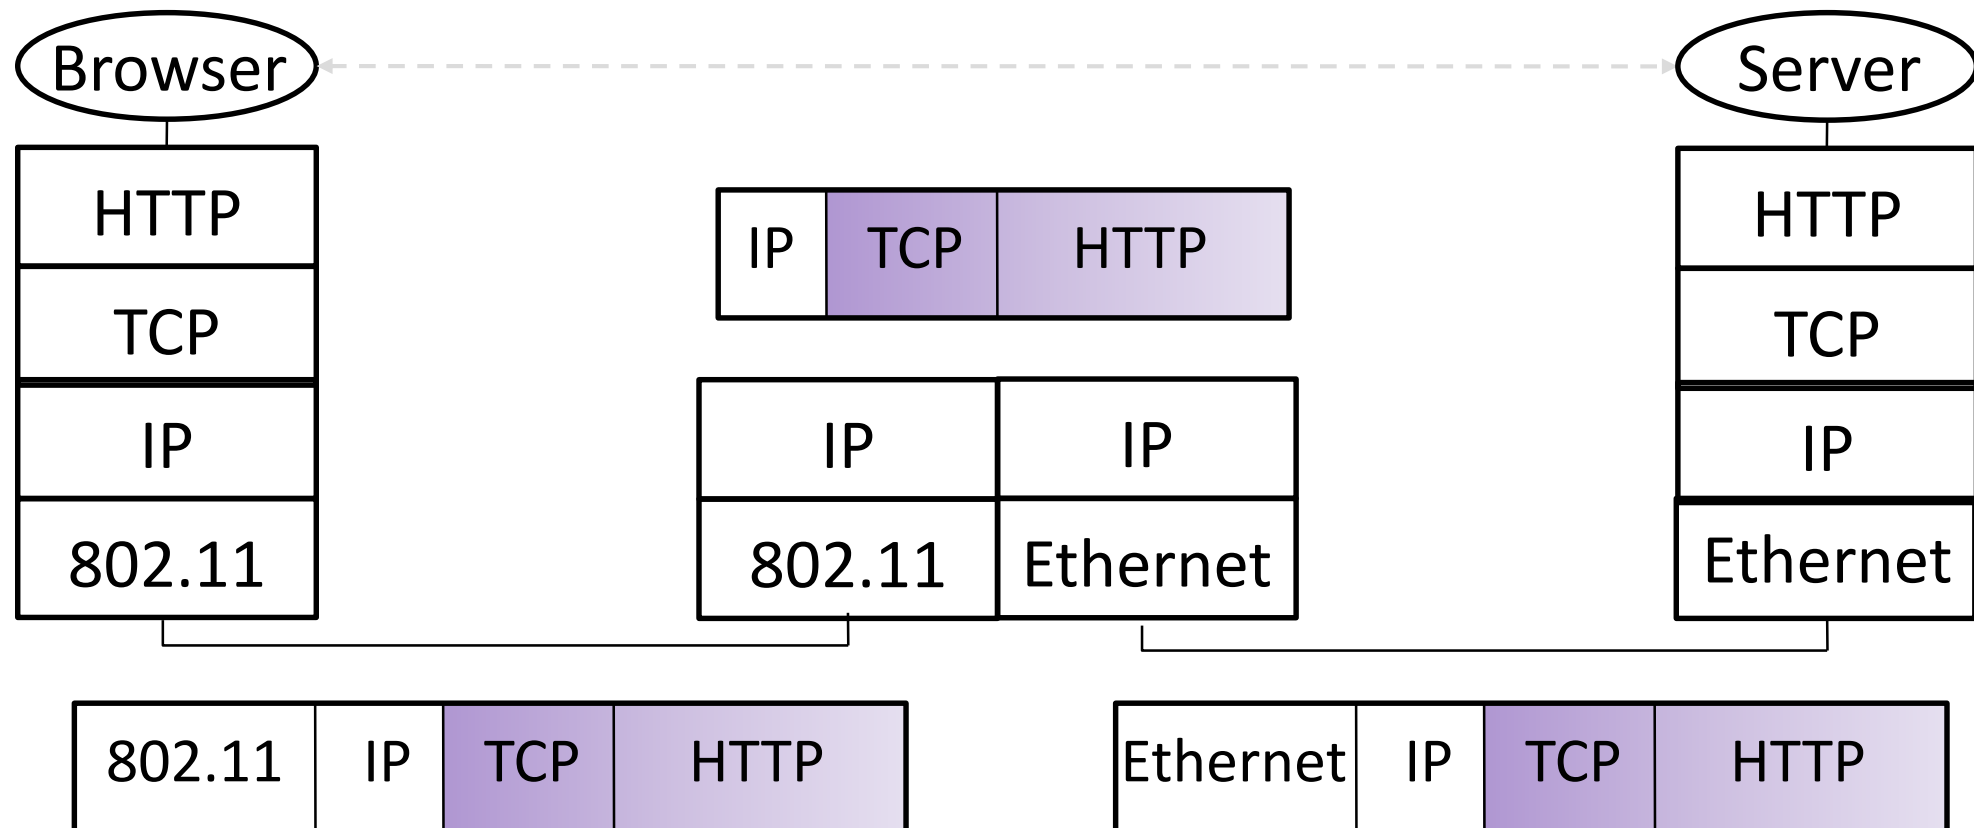 Browser
Server
HTTP
HTTP
IP TCP HTTP
TCP
TCP
IP
IP IP
IP
802.11
802.11 Ethernet
Ethernet
802.11 IP TCP HTTP
Ethernet IP TCP HTTP